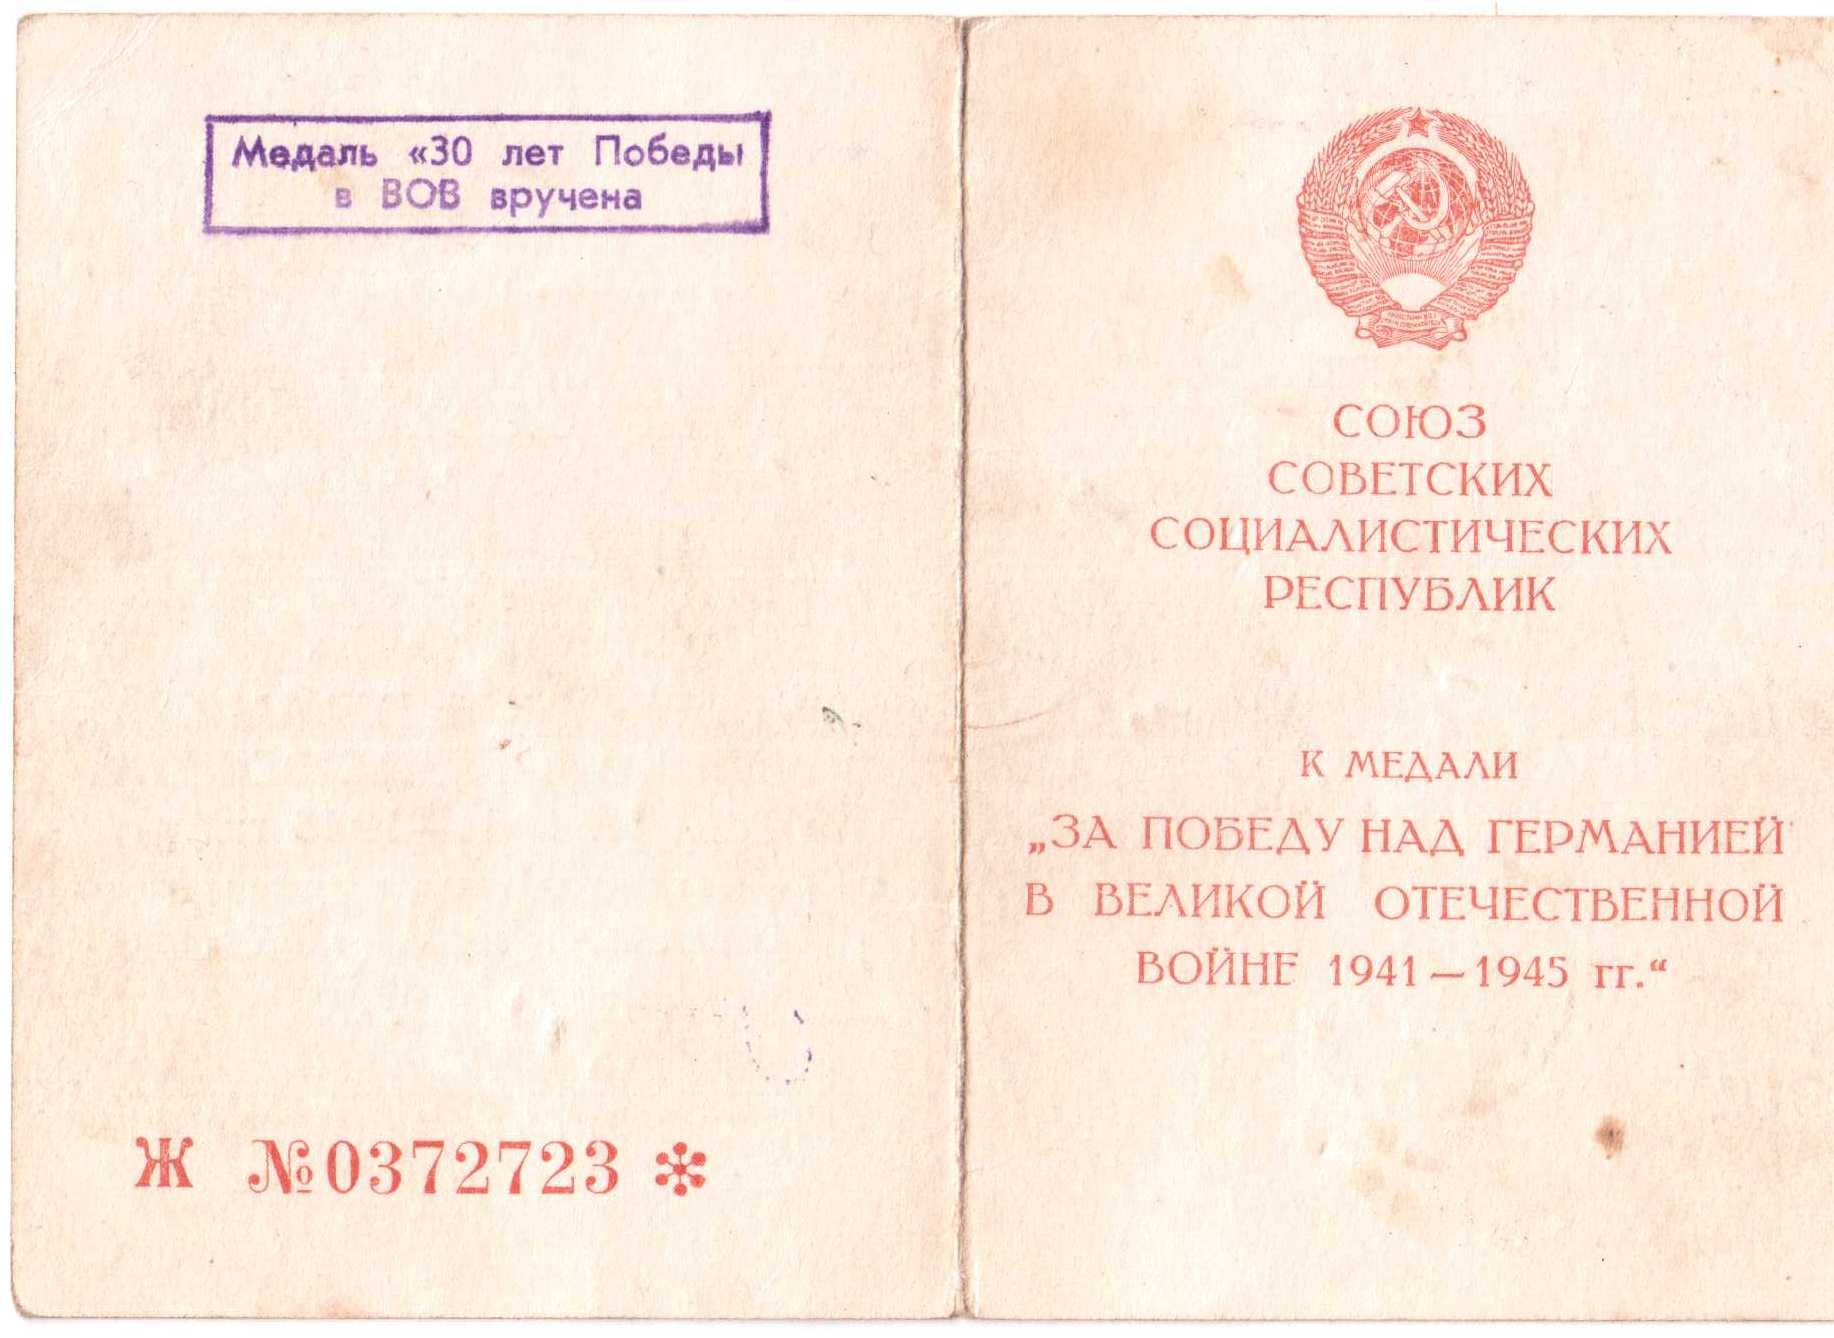 Медаль «30 лет Победы
в ВОВ вручена
Ж №0372723
СОЮЗ
СОВЕТСКИХ
СОЦИАЛИСТИЧЕСКИХ
РЕСПУБЛИК
К МЕДАЛИ
„ЗА ПОБЕДУ НАД ГЕРМАНИЕЙ
В ВЕЛИКОЙ ОТЕЧЕСТВЕННОЙ
ВОЙНЕ 1941 — 1945 гг.“